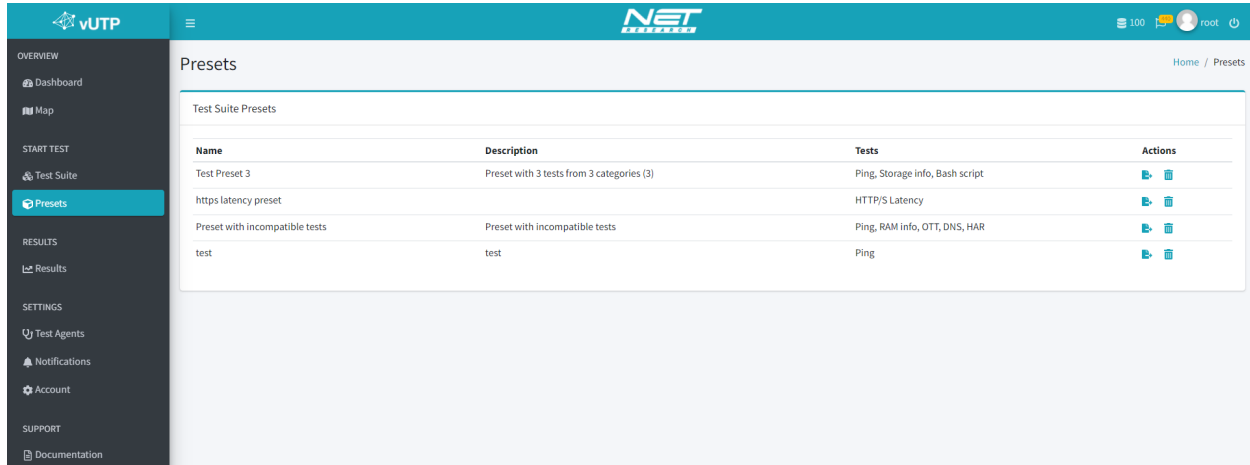 vUTP
NET
RESEARCH
100
root
OVERVIEW
Dashboard
Map
START TEST
Test Suite
Presets
RESULTS
Results
SETTINGS
Test Agents
Notifications
Account
SUPPORT
Documentation
Presets
Home / Presets
Test Suite Presets
Name Description Tests Actions
Test Preset 3 Preset with 3 tests from 3 categories (3) Ping, Storage info, Bash script
https latency preset HTTP/S Latency
Preset with incompatible tests Preset with incompatible tests Ping, RAM info, OTT, DNS, HAR
test test Ping